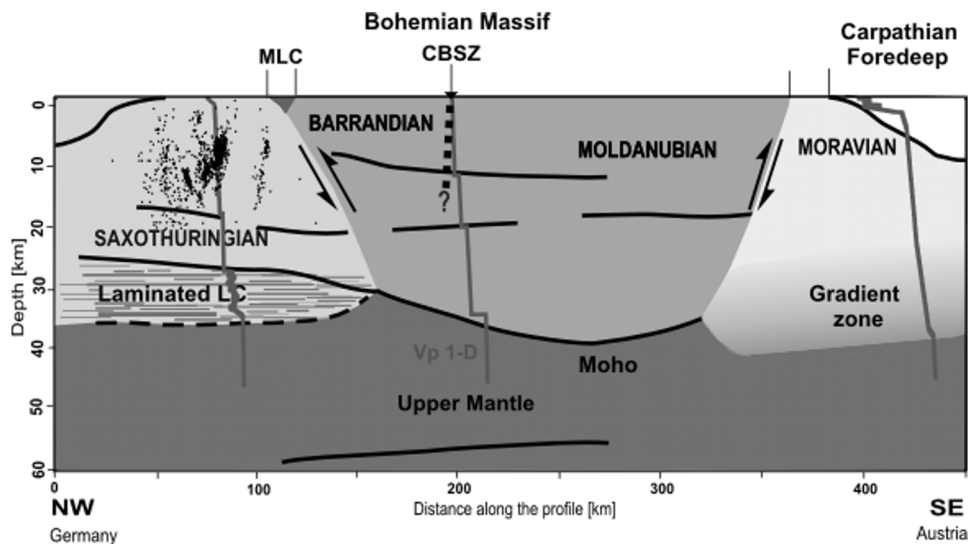 Bohemian Massif
MLC
CBSZ
Carpathian
Foredeep
0
10
20
30
40
50
60
Depth [km]
BARRANDIAN
MOLDANUBIAN
MORAVIAN
?
SAXOTHURINGIAN
Laminated LC
Gradient
zone
Vp 1-D
Moho
Upper Mantle
0
100
200
300
400
NW
Distance along the profile [km]
SE
Germany
Austria